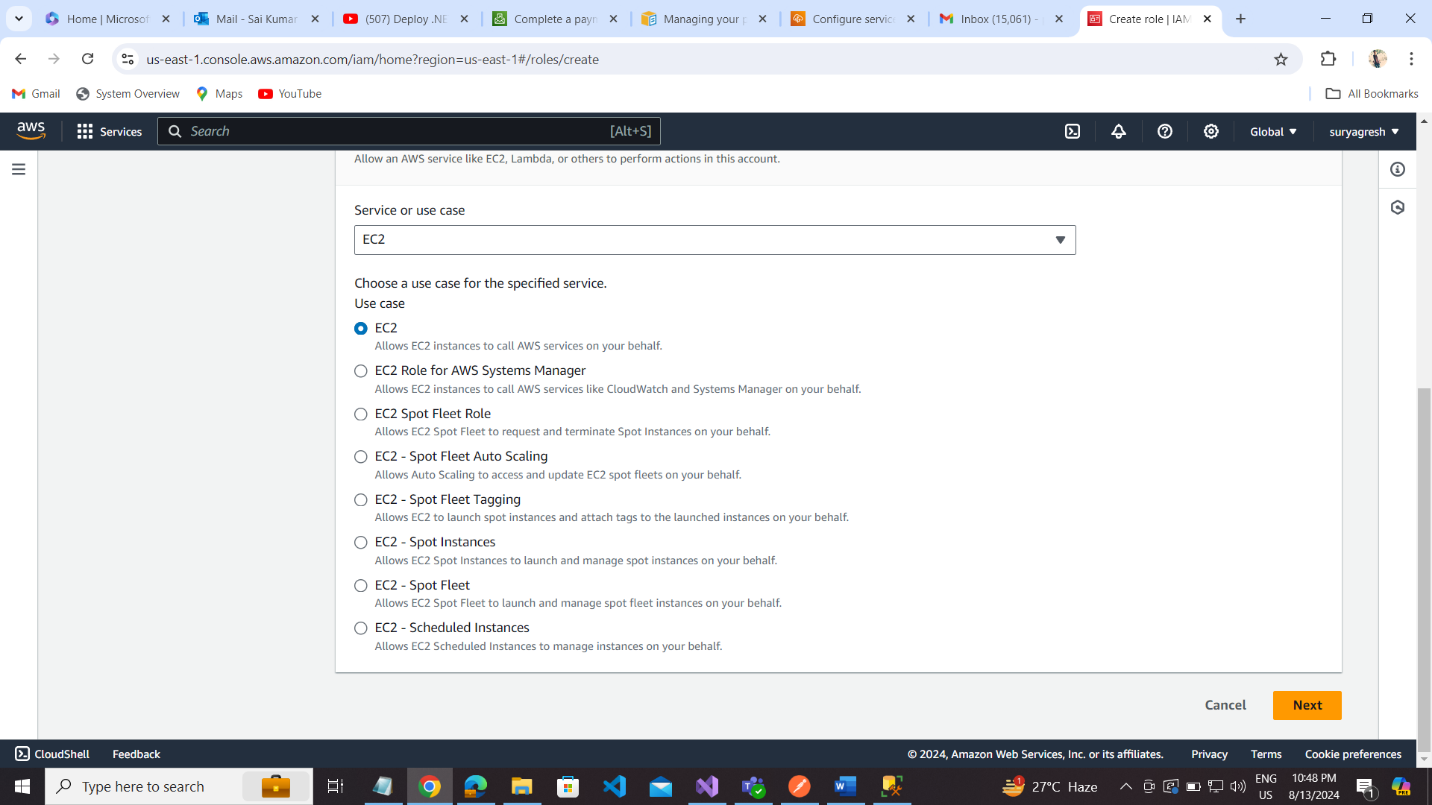 Home | Microsoft
Mail - Sai Kumar
(507) Deploy .NE
Complete a payn
Managing your p
Configure service
Inbox (15,061) -
Create role | IAM
us-east-1.console.aws.amazon.com/iam/home?region=us-east-1#/roles/create
Gmail
System Overview
Maps
YouTube
All Bookmarks
aws
Services
Search
[Alt+S]
Global
suryagresh
Allow an AWS service like EC2, Lambda, or others to perform actions in this account.
Service or use case
EC2
Choose a use case for the specified service.
Use case
EC2
Allows EC2 instances to call AWS services on your behalf.
EC2 Role for AWS Systems Manager
Allows EC2 instances to call AWS services like CloudWatch and Systems Manager on your behalf.
EC2 Spot Fleet Role
Allows EC2 Spot Fleet to request and terminate Spot Instances on your behalf.
EC2 - Spot Fleet Auto Scaling
Allows Auto Scaling to access and update EC2 spot fleets on your behalf.
EC2 - Spot Fleet Tagging
Allows EC2 to launch spot instances and attach tags to the launched instances on your behalf.
EC2 - Spot Instances
Allows EC2 Spot Instances to launch and manage spot instances on your behalf.
EC2 - Spot Fleet
Allows EC2 Spot Fleet to launch and manage spot fleet instances on your behalf.
EC2 - Scheduled Instances
Allows EC2 Scheduled Instances to manage instances on your behalf.
Cancel
Next
CloudShell
Feedback
© 2024, Amazon Web Services, Inc. or its affiliates.
Privacy
Terms
Cookie preferences
Type here to search
1
27°C Haze
ENG
US
10:48 PM
8/13/2024
1